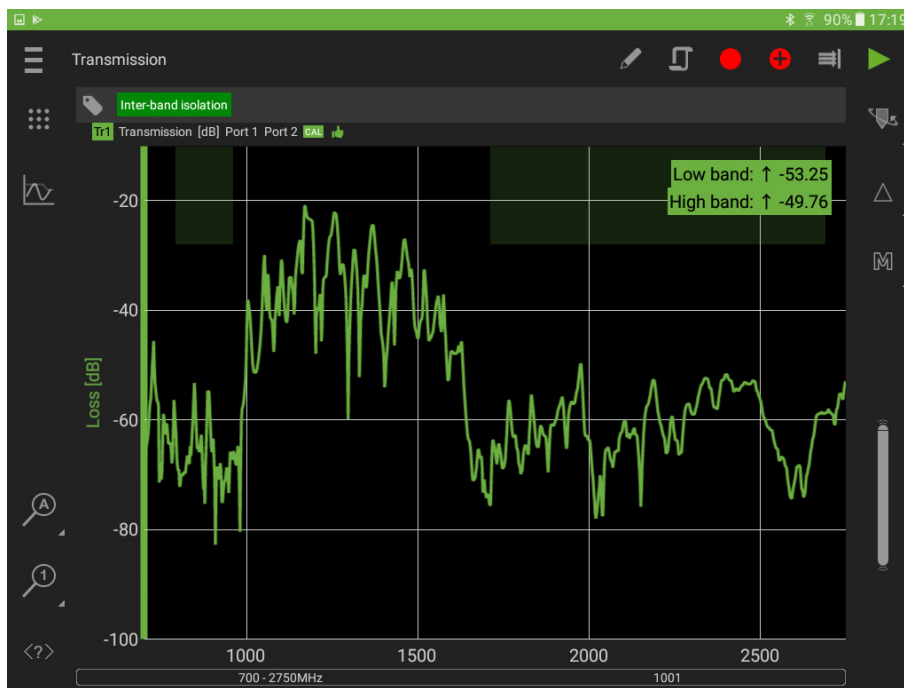 90% 17:19
Transmission
Inter-band isolation
Tr1 Transmission [dB] Port 1 Port 2 CAL
Low band: ↑ -53.25
High band: ↑ -49.76
M
A
1
<?>
Loss [dB]
-20
-40
-60
-80
-100
1000 1500 2000 2500
700 - 2750MHz 1001